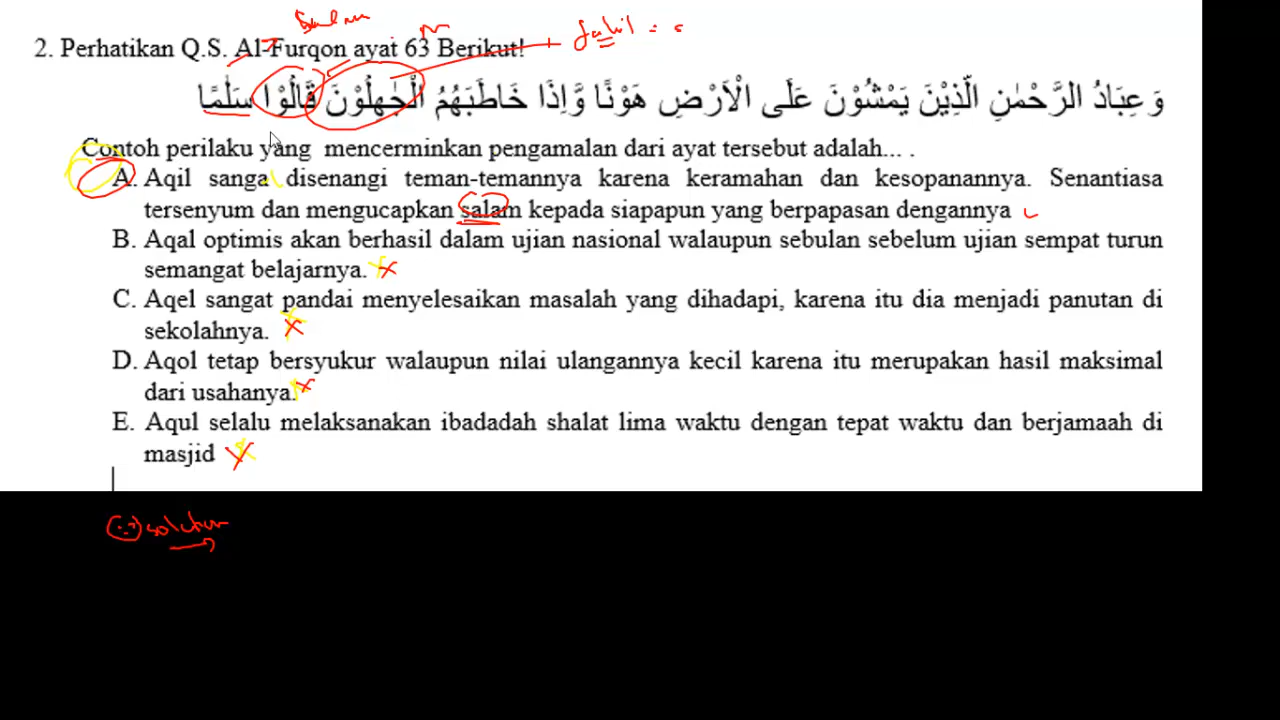 2. Perhatikan Q.S. Al-Furqon ayat 63 Berikut!
وَعِبَادُ الرَّحْمٰنِ الَّذِيْنَ يَمْشُوْنَ عَلَى الْاَرْضِ هَوْنًا وَّاِذَا خَاطَبَهُمُ الْجٰهِلُوْنَ قَالُوْا سَلٰمًا
Contoh perilaku yang mencerminkan pengamalan dari ayat tersebut adalah... .
A. Aqil sanga disenangi teman-temannya karena keramahan dan kesopanannya. Senantiasa
tersenyum dan mengucapkan salam kepada siapapun yang berpapasan dengannya
B. Aqal optimis akan berhasil dalam ujian nasional walaupun sebulan sebelum ujian sempat turun
semangat belajarnya.
C. Aqel sangat pandai menyelesaikan masalah yang dihadapi, karena itu dia menjadi panutan di
sekolahnya.
D. Aqol tetap bersyukur walaupun nilai ulangannya kecil karena itu merupakan hasil maksimal
dari usahanya.
E. Aqul selalu melaksanakan ibadadah shalat lima waktu dengan tepat waktu dan berjamaah di
masjid